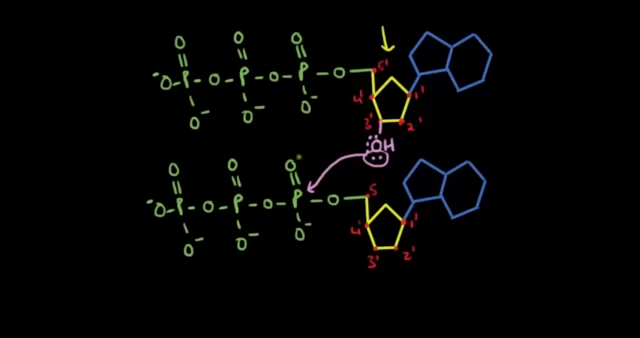 O O O
-O - P - O - P - O - P - O 5'
O- O- O- 4' 1'
3' 2'
:OH
O O O
-O - P - O - P - O - P - O 5
O- O- O- 4' 1'
3' 2'